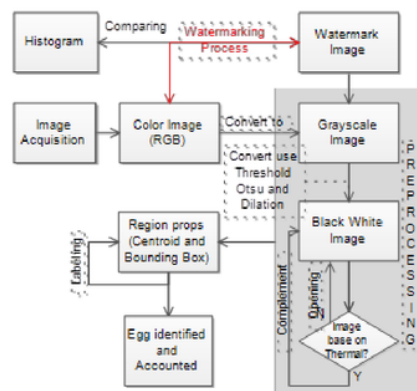 Histogram
Comparing
Watermarking
Process
Watermark
Image
Image
Acquisition
Color Image
(RGB)
Convert to
Grayscale
Image
Convert use
Threshold
Otsu and
Dilation
PREPROCESSING
Region props
(Centroid and
Bounding Box)
Black White
Image
Labeling
Complement
Opening
N
Egg identified
and
Accounted
Image
base on
Thermal?
Y